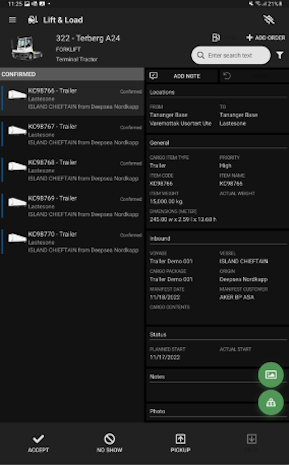 11:25
21%
Lift & Load
322 - Terberg A24
FORKLIFT
Terminal Tractor
ADD ORDER
Enter search text
CONFIRMED
KC98766 - Trailer
Confirmed
Lastesone
ISLAND CHIEFTAIN from Deepsea Nordkapp
KC98767 - Trailer
Confirmed
Lastesone
ISLAND CHIEFTAIN from Deepsea Nordkapp
KC98768 - Trailer
Confirmed
Lastesone
ISLAND CHIEFTAIN from Deepsea Nordkapp
KC98769 - Trailer
Confirmed
Lastesone
ISLAND CHIEFTAIN from Deepsea Nordkapp
KC98770 - Trailer
Confirmed
Lastesone
ISLAND CHIEFTAIN from Deepsea Nordkapp
ADD NOTE
Locations
FROM TO
Tananger Base Tananger Base
Varemottak Usortert Ute Lastesone
General
CARGO ITEM TYPE PRIORITY
Trailer High
ITEM CODE ITEM NAME
KC98766 KC98766
ITEM WEIGHT ACTUAL WEIGHT
15,000.00 kg.
DIMENSIONS (METER)
245.00 w x 2.59 l x 13.60 h
Inbound
VOYAGE VESSEL
Trailer Demo 001 ISLAND CHIEFTAIN
CARGO PACKAGE ORIGIN
Trailer Demo 001 Deepsea Nordkapp
MANIFEST DATE MANIFEST CUSTOMER
11/18/2022 AKER BP ASA
CARGO CONTENTS
Status
PLANNED START ACTUAL START
11/17/2022
Notes
Photo
ACCEPT
NO SHOW
PICKUP